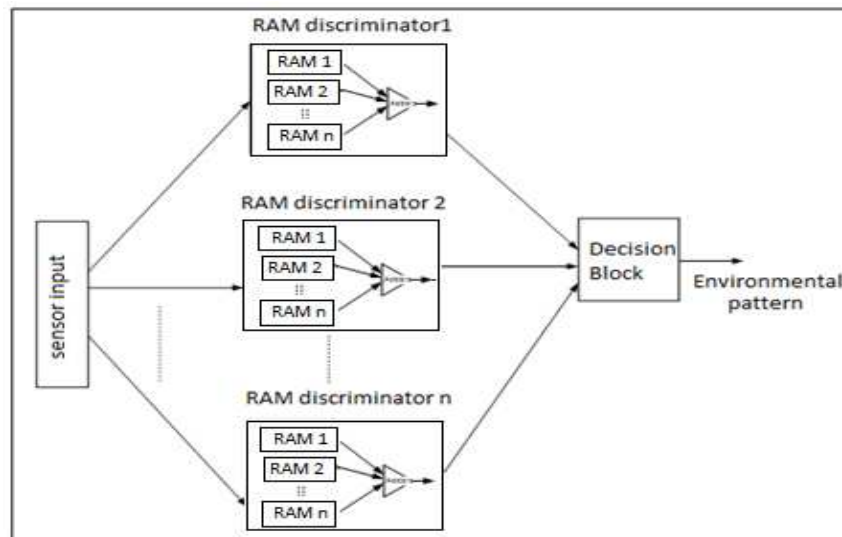 RAM discriminator1
RAM 1
RAM 2
RAM n
RAM discriminator 2
RAM 1
RAM 2
RAM n
RAM discriminator n
RAM 1
RAM 2
RAM n
sensor input
Decision
Block
Environmental
pattern